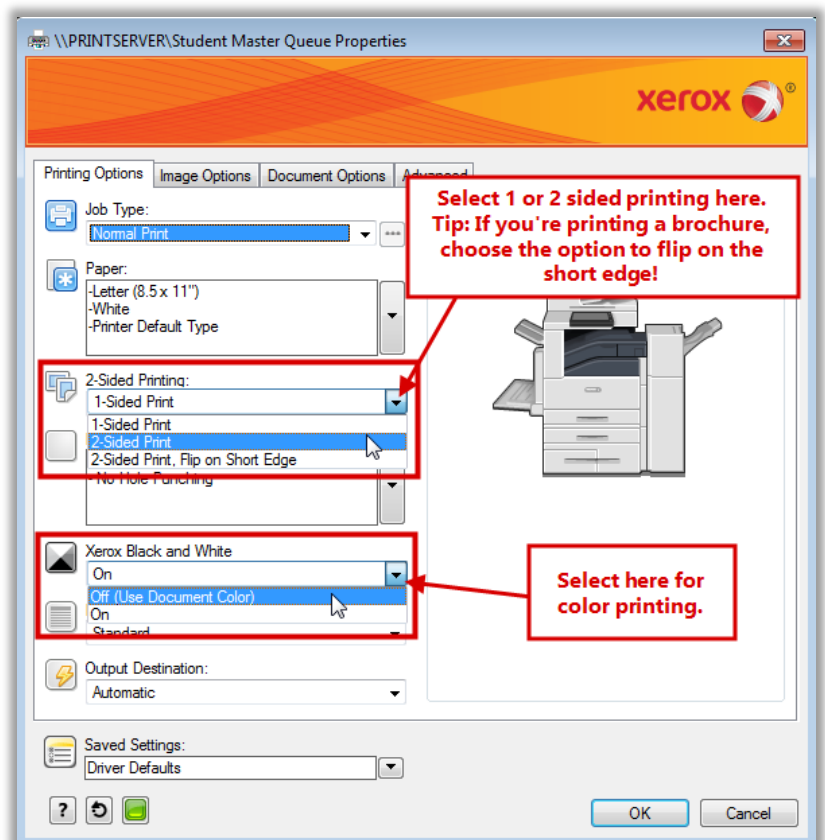 \\PRINTSERVER\Student Master Queue Properties
xerox
Printing Options
Image Options
Document Options
Advanced
Select 1 or 2 sided printing here.
Tip: If you're printing a brochure,
choose the option to flip on the
short edge!
Job Type:
Normal Print
Paper:
-Letter (8.5 x 11")
-White
-Printer Default Type
2-Sided Printing:
1-Sided Print
1-Sided Print
2-Sided Print
2-Sided Print, Flip on Short Edge
- No Hole Punching
Xerox Black and White
On
Off (Use Document Color)
On
Standard
Select here for
color printing.
Output Destination:
Automatic
Saved Settings:
Driver Defaults
?
OK
Cancel